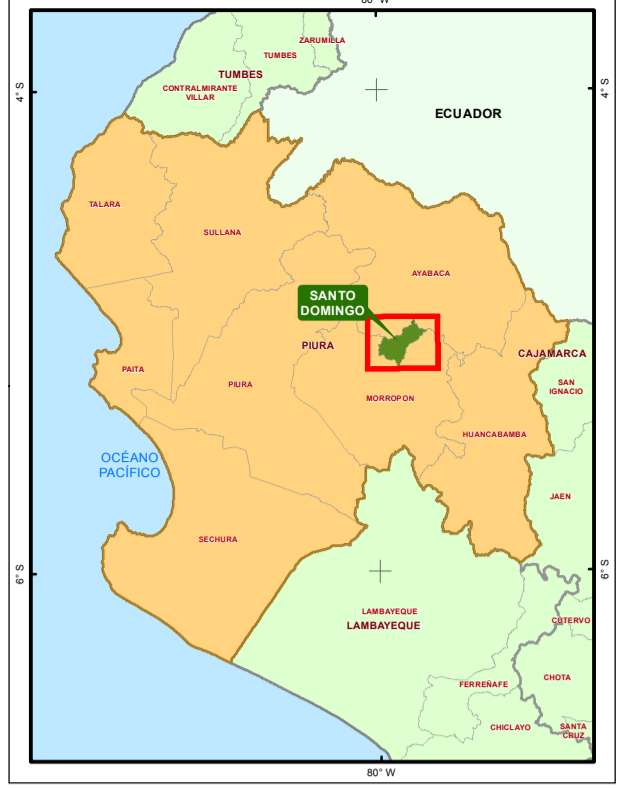 80° W
ZARUMILLA
TUMBES
TUMBES
CONTRALMIRANTE
VILLAR
4° S
4° S
ECUADOR
TALARA
SULLANA
AYABACA
SANTO
DOMINGO
PIURA
CAJAMARCA
PAITA
PIURA
SAN
IGNACIO
MORROPON
HUANCABAMBA
OCÉANO
PACÍFICO
JAEN
SECHURA
6° S
6° S
LAMBAYEQUE
LAMBAYEQUE
CUTERVO
FERREÑAFE
CHOTA
CHICLAYO
SANTA
CRUZ
80° W